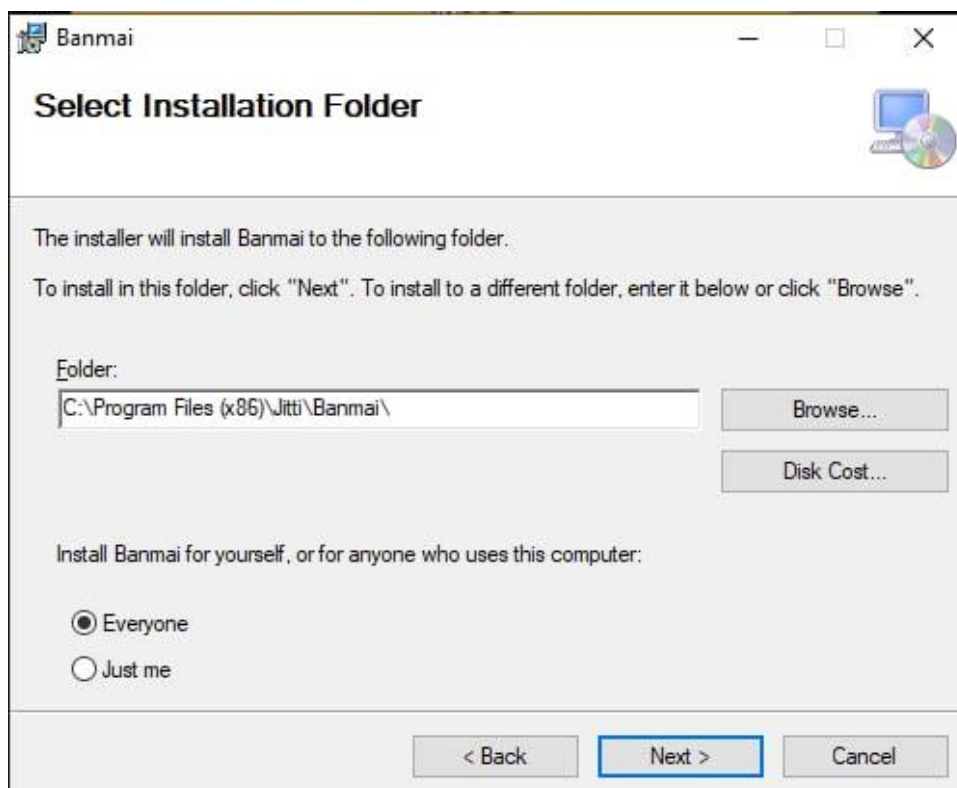 Banmai
Select Installation Folder
The installer will install Banmai to the following folder.
To install in this folder, click "Next". To install to a different folder, enter it below or click "Browse".
Folder:
C:\Program Files (x86)\Jitti\Banmai\
Browse...
Disk Cost...
Install Banmai for yourself, or for anyone who uses this computer:
Everyone
Just me
< Back
Next >
Cancel